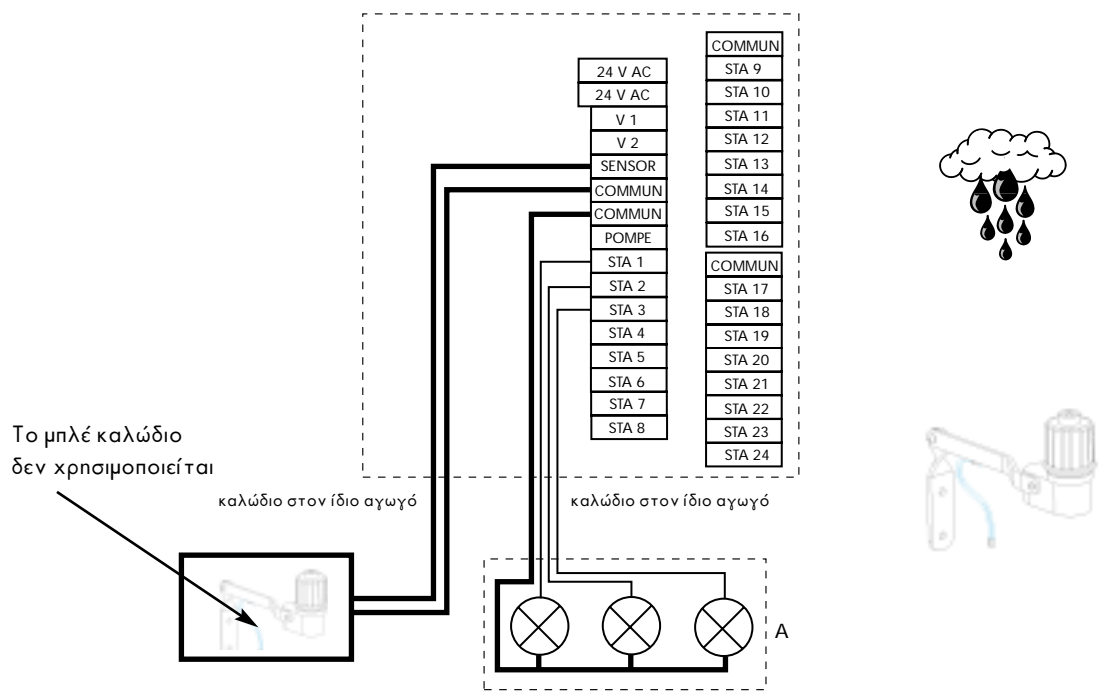 24 V AC
24 V AC
V 1
V 2
SENSOR
COMMUN
COMMUN
POMPE
STA 1
STA 2
STA 3
STA 4
STA 5
STA 6
STA 7
STA 8
COMMUN
STA 9
STA 10
STA 11
STA 12
STA 13
STA 14
STA 15
STA 16
COMMUN
STA 17
STA 18
STA 19
STA 20
STA 21
STA 22
STA 23
STA 24
Το μπλέ καλώδιο
δεν χρησιμοποιείται
καλώδιο στον ίδιο αγωγό
καλώδιο στον ίδιο αγωγό
A